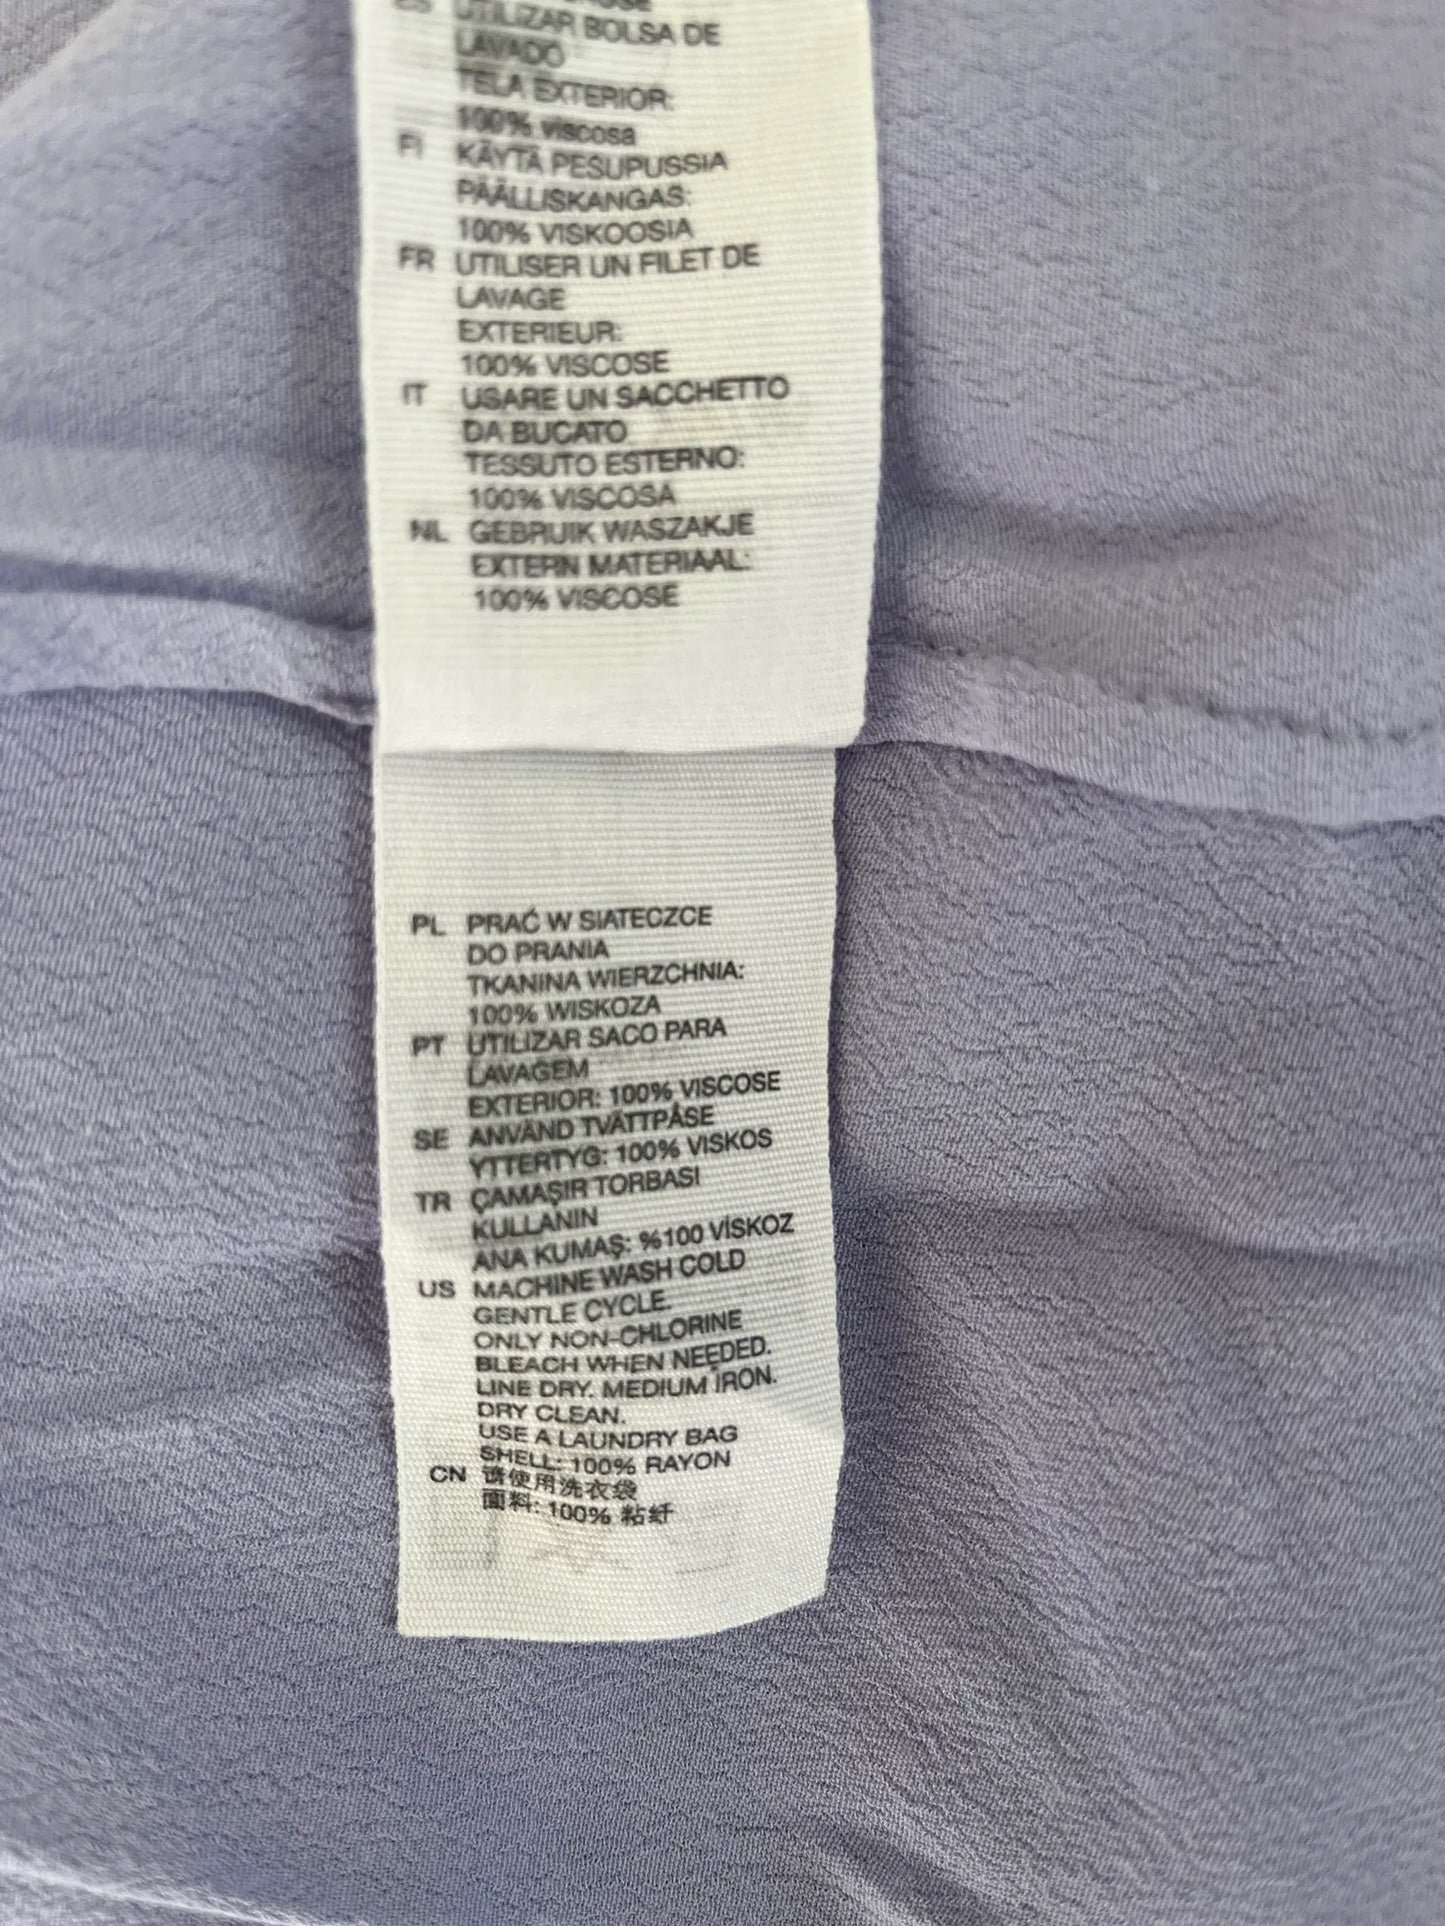 ES UTILIZAR BOLSA DE
LAVADO
TELA EXTERIOR:
100% viscosa
FI KÄYTÄ PESUPUSSIA
PÄÄLLISKANGAS:
100% VISKOOSIA
FR UTILISER UN FILET DE
LAVAGE
EXTERIEUR:
100% VISCOSE
IT USARE UN SACCHETTO
DA BUCATO
TESSUTO ESTERNO:
100% VISCOSA
NL GEBRUIK WASZAKJE
EXTERN MATERIAAL:
100% VISCOSE
PL PRAĆ W SIATECZCE
DO PRANIA
TKANINA WIERZCHNIA:
100% WISKOZA
PT UTILIZAR SACO PARA
LAVAGEM
EXTERIOR: 100% VISCOSE
SE ANVÄND TVÄTTPÅSE
YTTERTYG: 100% VISKOS
TR ÇAMAŞIR TORBASI
KULLANIN
ANA KUMAŞ: %100 VİSKOZ
US MACHINE WASH COLD
GENTLE CYCLE.
ONLY NON-CHLORINE
BLEACH WHEN NEEDED.
LINE DRY. MEDIUM IRON.
DRY CLEAN.
USE A LAUNDRY BAG
SHELL: 100% RAYON
CN 请使用洗衣袋
面料: 100% 粘纤